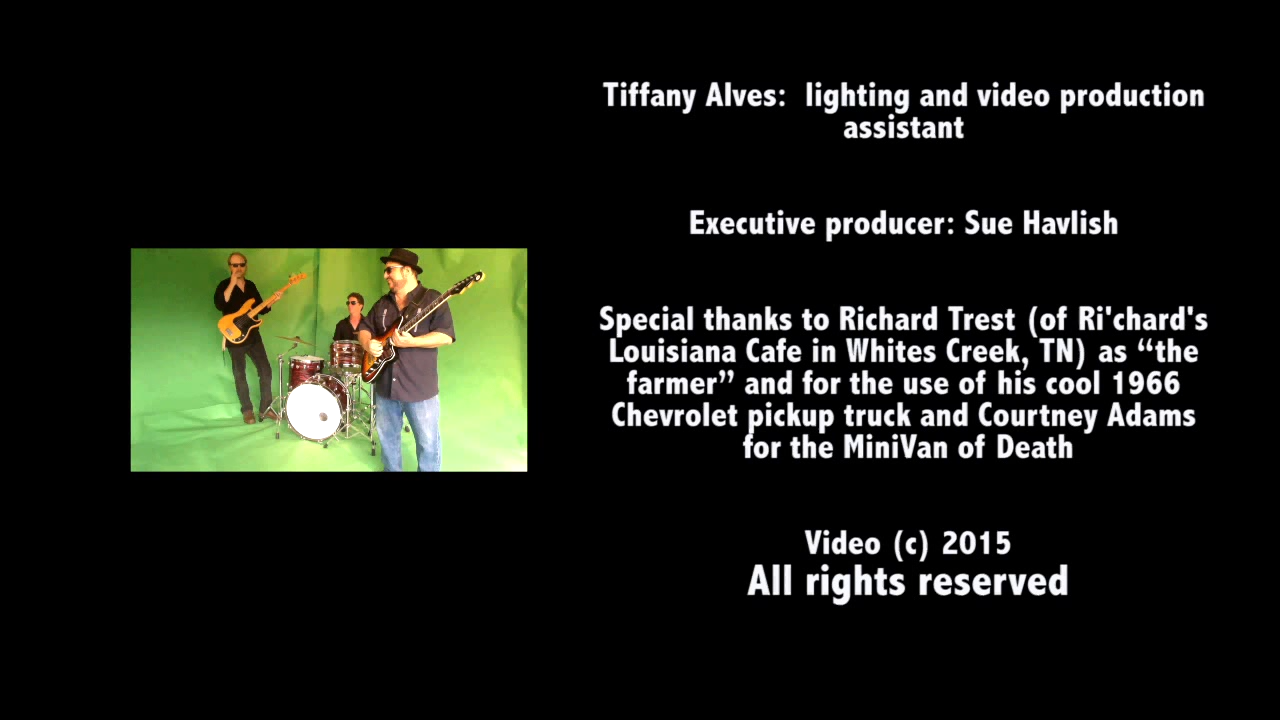 Tiffany Alves:  lighting and video production
assistant
Executive producer: Sue Havlish
Special thanks to Richard Trest (of Ri'chard's
Louisiana Cafe in Whites Creek, TN) as “the
farmer” and for the use of his cool 1966
Chevrolet pickup truck and Courtney Adams
for the MiniVan of Death
Video (c) 2015
All rights reserved